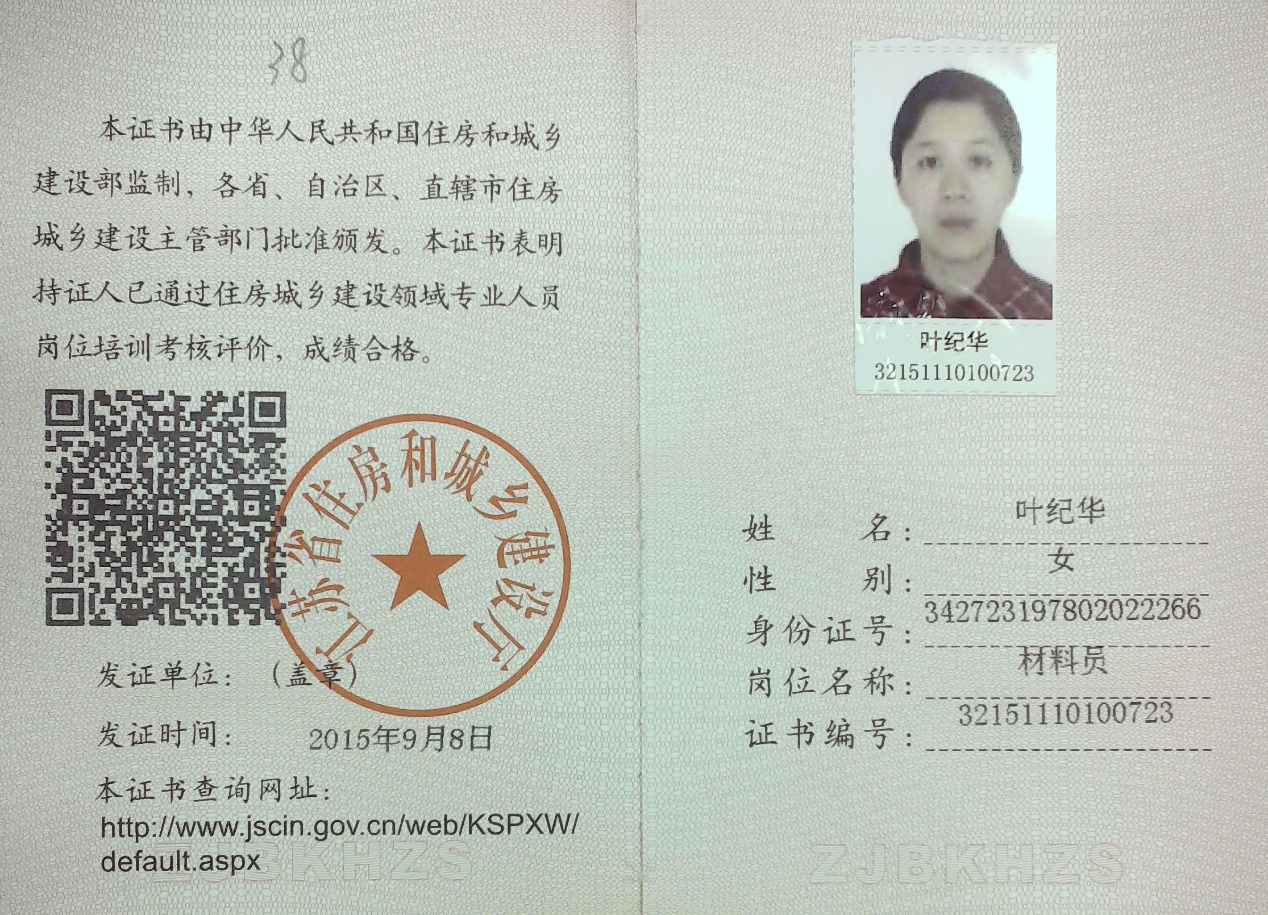 38
本证书由中华人民共和国住房和城乡
建设部监制，各省、自治区、直辖市住房
城乡建设主管部门批准颁发。本证书表明
持证人已通过住房城乡建设领域专业人员
岗位培训考核评价，成绩合格。
江苏省住房和城乡建设厅
发证单位：（盖章）
发证时间：2015年9月8日
本证书查询网址：
http://www.jscin.gov.cn/web/KSPXW/
default.aspx
ZJBKHZS
叶纪华
32151110100723
姓名：叶纪华
性别：女
身份证号：342723197802022266
岗位名称：材料员
证书编号：32151110100723
ZJBKHZS